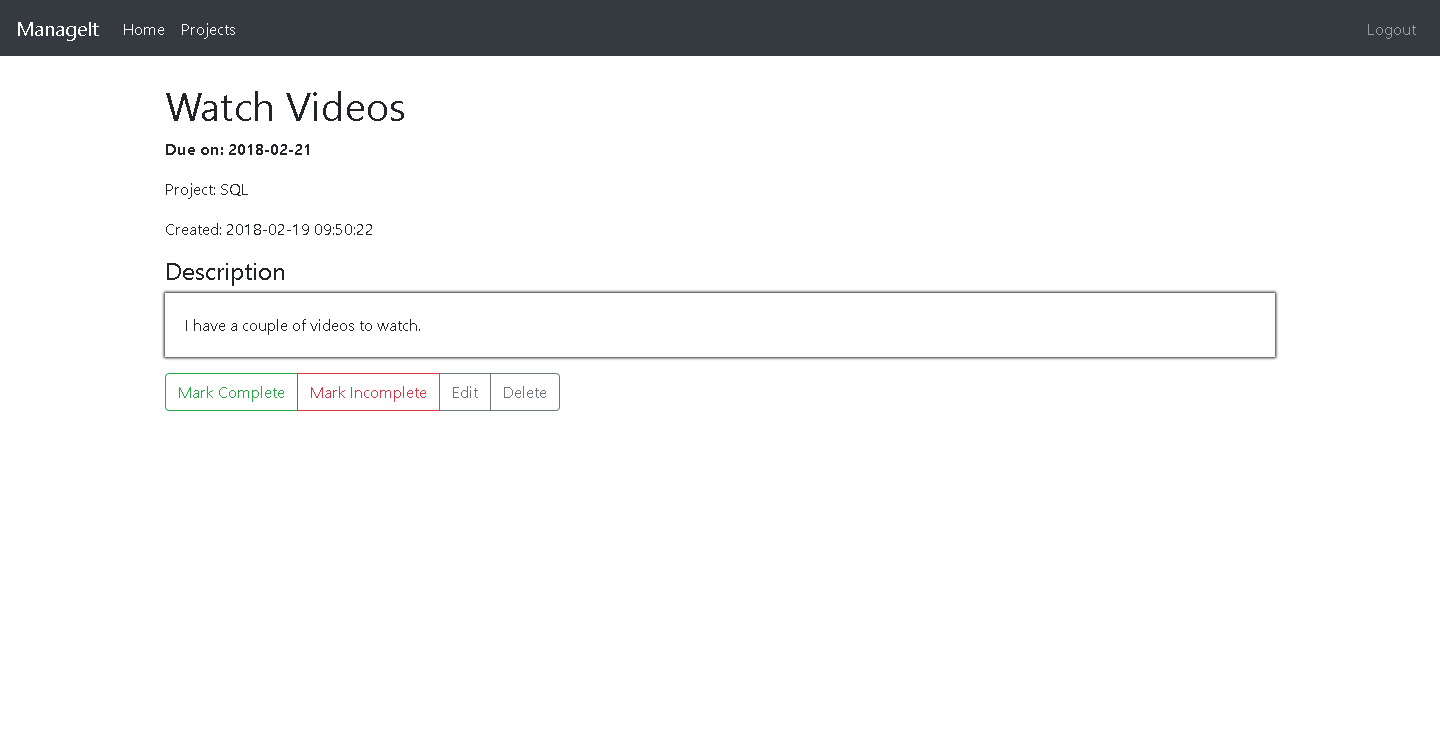 ManageIt Home Projects Logout
Watch Videos
Due on: 2018-02-21
Project: SQL
Created: 2018-02-19 09:50:22
Description
I have a couple of videos to watch.
Mark Complete Mark Incomplete Edit Delete